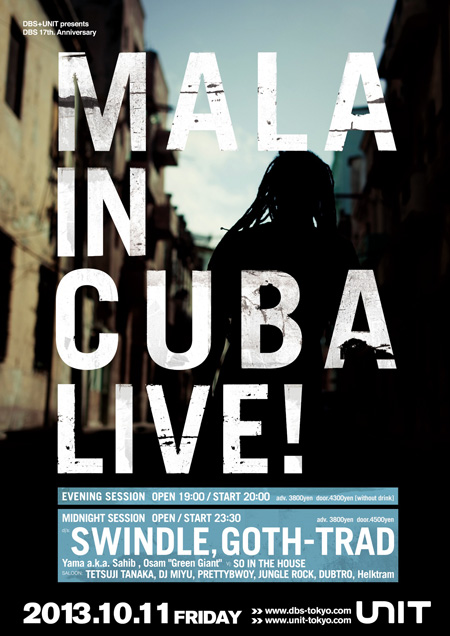 DBS+UNIT presents
DBS 17th. Anniversary
MALA
IN
CUBA
LIVE!
EVENING SESSION OPEN 19:00 / START 20:00 adv. 3800yen door.4300yen (without drink)
MIDNIGHT SESSION OPEN / START 23:30 adv. 3800yen door.4500yen
SWINDLE, GOTH-TRAD
Yama a.k.a. Sahib , Osam "Green Giant" SO IN THE HOUSE
SALOON: TETSUJI TANAKA, DJ MIYU, PRETTYBWOY, JUNGLE ROCK, DUBTRO, Helktram
2013.10.11 FRIDAY >> www.dbs-tokyo.com
>> www.unit-tokyo.com UNIT